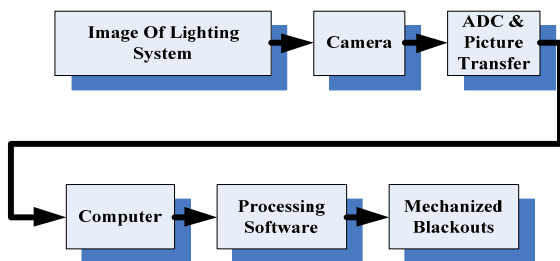 Image Of Lighting
System
Camera
ADC &
Picture
Transfer
Computer
Processing
Software
Mechanized
Blackouts